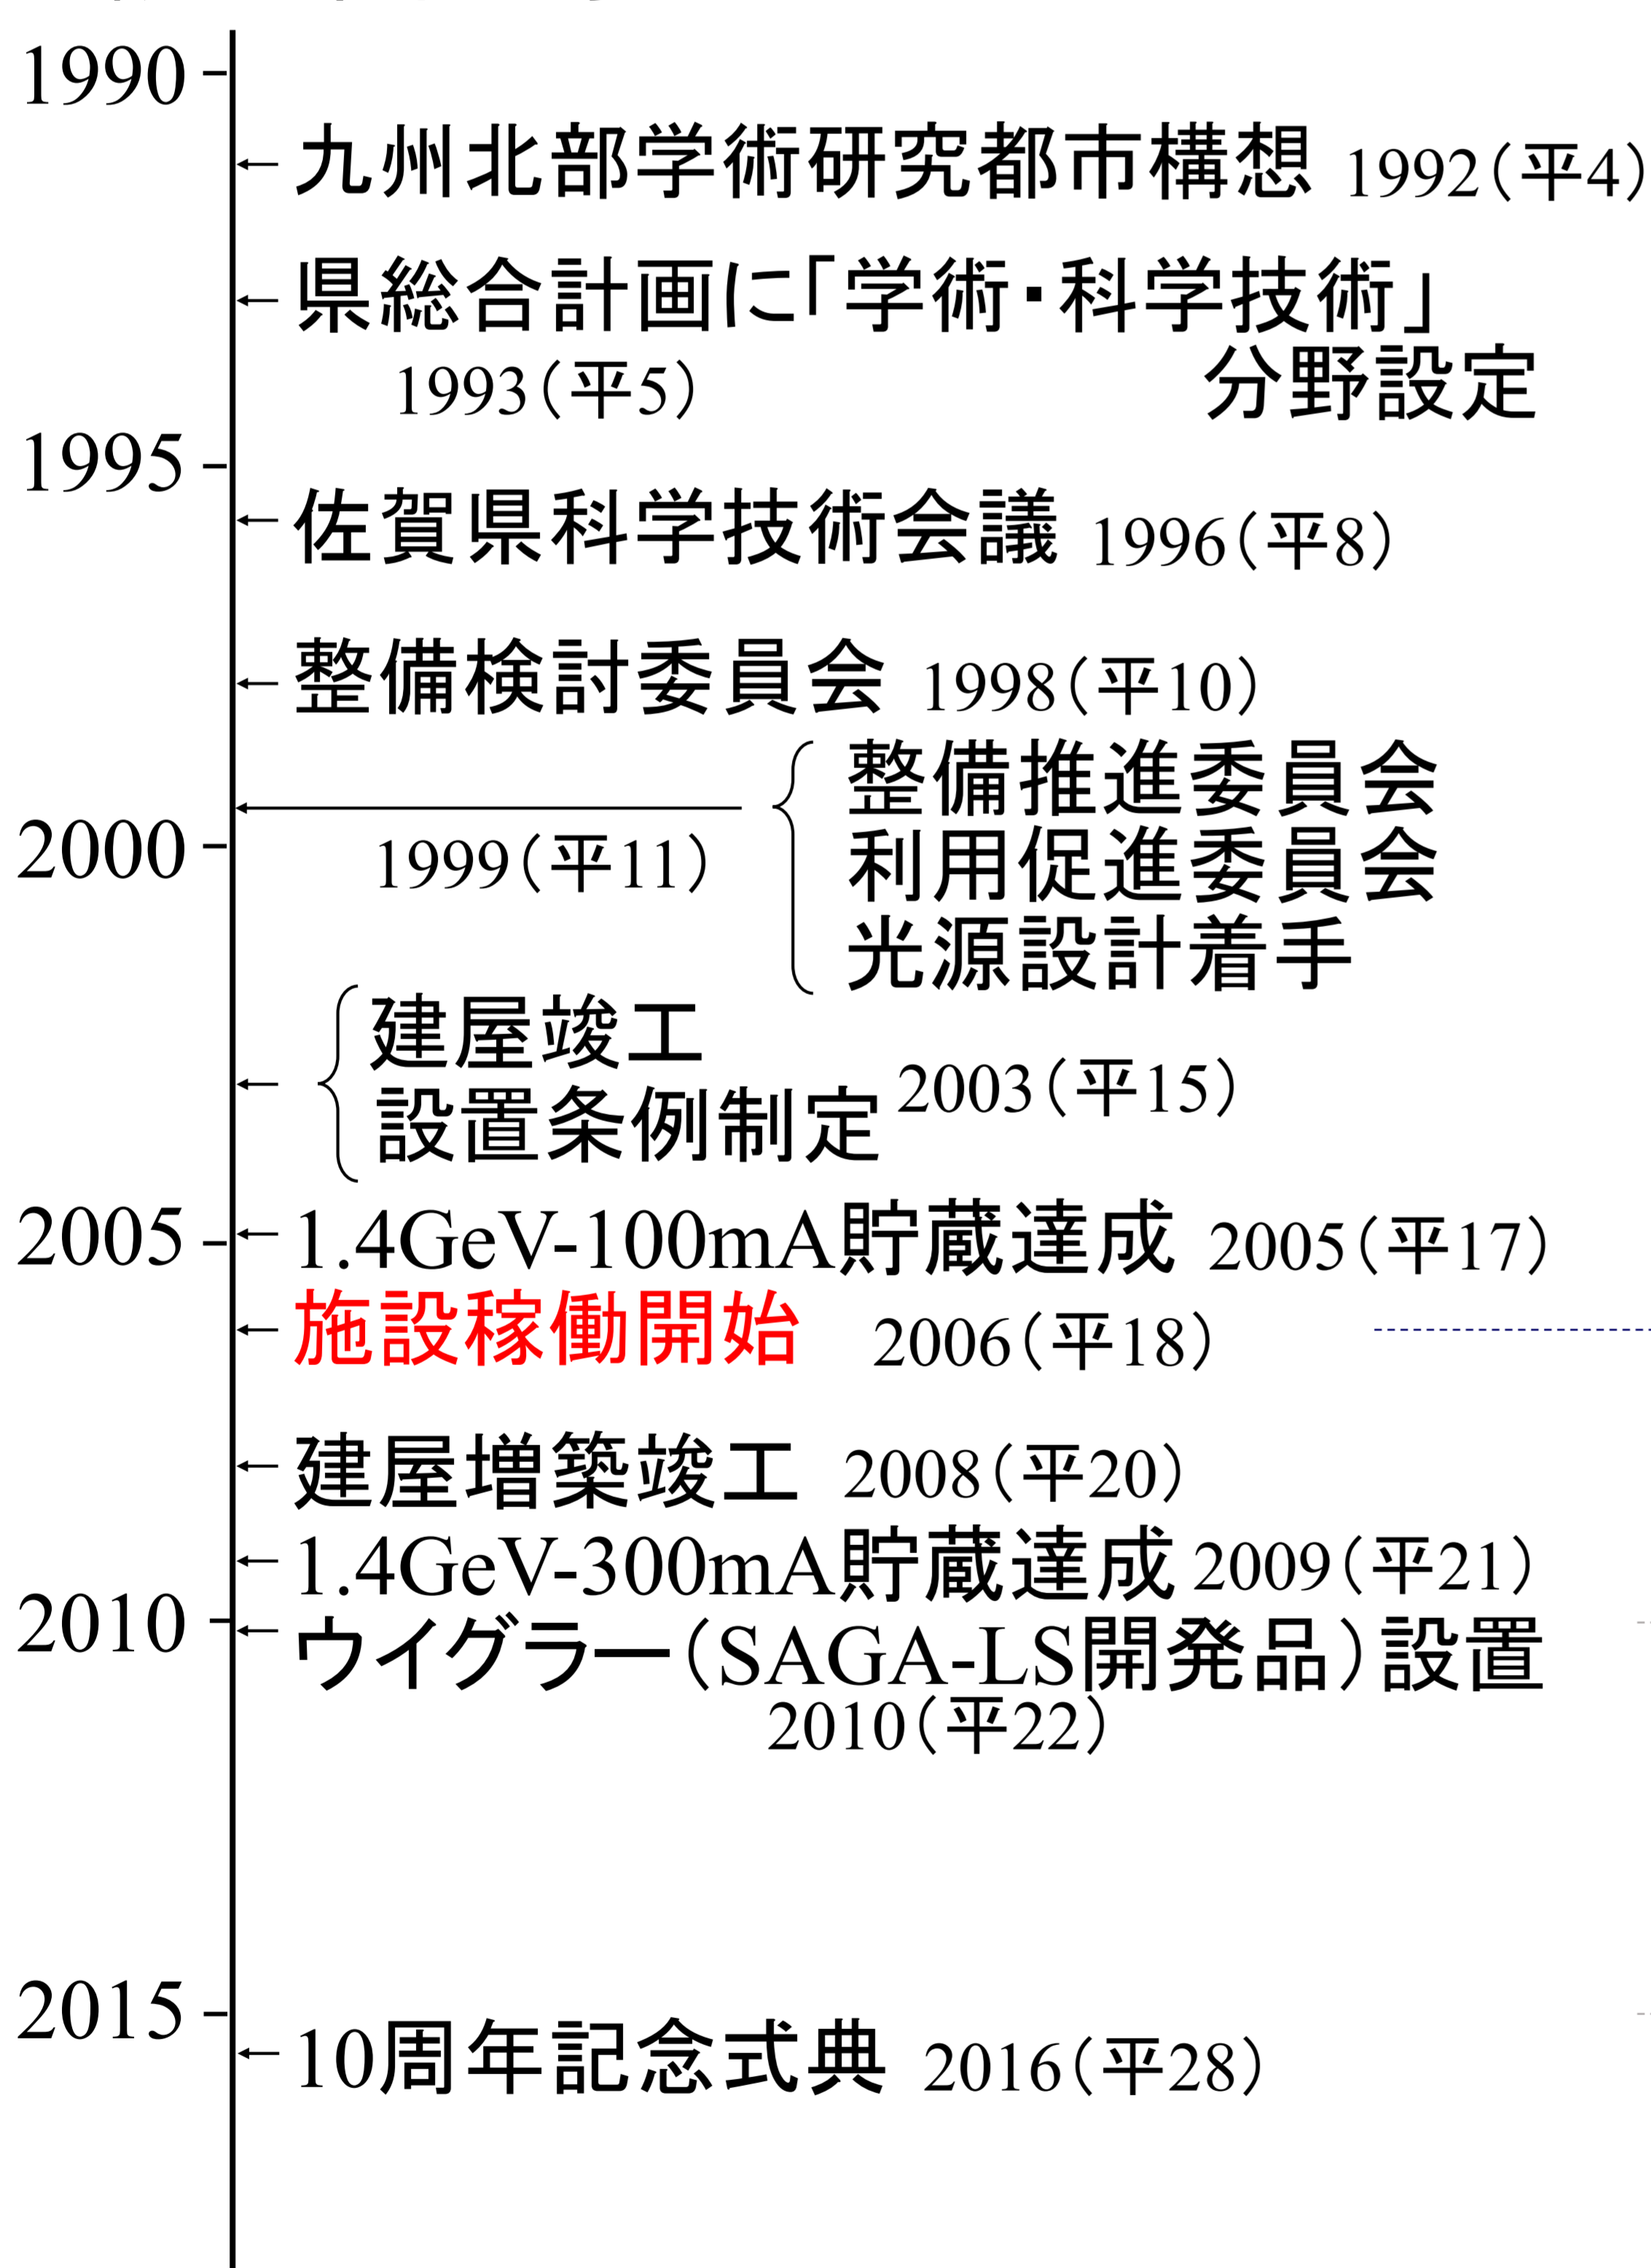 1990
九州北部学術研究都市構想 1992(平4)
県総合計画に「学術・科学技術」
分野設定
1993(平5)
1995
佐賀県科学技術会議 1996(平8)
整備検討委員会 1998(平10)
整備推進委員会
2000
1999(平11)
利用促進委員会
光源設計着手
建屋竣工
設置条例制定
2003(平15)
2005
1.4GeV-100mA貯蔵達成 2005(平17)
施設稼働開始 2006(平18)
建屋増築竣工 2008(平20)
1.4GeV-300mA貯蔵達成 2009(平21)
2010
ウイグラー(SAGA-LS開発品)設置
2010(平22)
2015
10周年記念式典 2016(平28)